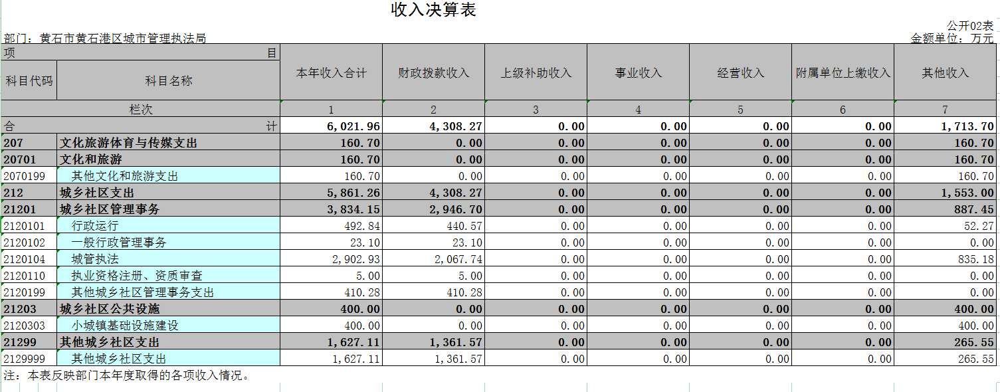 收入决算表
公开02表
部门：黄石市黄石港区城市管理执法局 金额单位：万元
项 目 本年收入合计 财政拨款收入 上级补助收入 事业收入 经营收入 附属单位上缴收入 其他收入
科目代码 科目名称
栏次 1 2 3 4 5 6 7
合 计 6,021.96 4,308.27 0.00 0.00 0.00 0.00 1,713.70
207 文化旅游体育与传媒支出 160.70 0.00 0.00 0.00 0.00 0.00 160.70
20701 文化和旅游 160.70 0.00 0.00 0.00 0.00 0.00 160.70
2070199 其他文化和旅游支出 160.70 0.00 0.00 0.00 0.00 0.00 160.70
212 城乡社区支出 5,861.26 4,308.27 0.00 0.00 0.00 0.00 1,553.00
21201 城乡社区管理事务 3,834.15 2,946.70 0.00 0.00 0.00 0.00 887.45
2120101 行政运行 492.84 440.57 0.00 0.00 0.00 0.00 52.27
2120102 一般行政管理事务 23.10 23.10 0.00 0.00 0.00 0.00 0.00
2120104 城管执法 2,902.93 2,067.74 0.00 0.00 0.00 0.00 835.18
2120110 执业资格注册、资质审查 5.00 5.00 0.00 0.00 0.00 0.00 0.00
2120199 其他城乡社区管理事务支出 410.28 410.28 0.00 0.00 0.00 0.00 0.00
21203 城乡社区公共设施 400.00 0.00 0.00 0.00 0.00 0.00 400.00
2120303 小城镇基础设施建设 400.00 0.00 0.00 0.00 0.00 0.00 400.00
21299 其他城乡社区支出 1,627.11 1,361.57 0.00 0.00 0.00 0.00 265.55
2129999 其他城乡社区支出 1,627.11 1,361.57 0.00 0.00 0.00 0.00 265.55
注：本表反映部门本年度取得的各项收入情况。